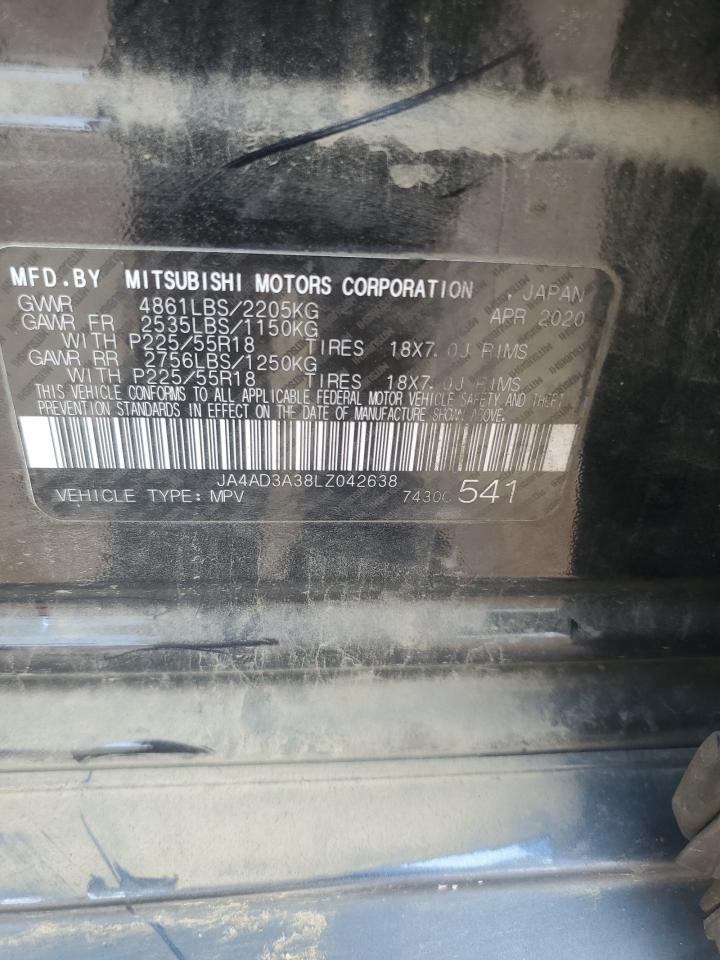 MFD.BY MITSUBISHI MOTORS CORPORATION , JAPAN
GVWR 4861LBS/2205KG APR 2020
GAWR FR 2535LBS/1150KG
WITH P225/55R18 TIRES 18X7.0J RIMS
GAWR RR 2756LBS/1250KG
WITH P225/55R18 TIRES 18X7.0J RIMS
THIS VEHICLE CONFORMS TO ALL APPLICABLE FEDERAL MOTOR VEHICLE SAFETY AND THEFT
PREVENTION STANDARDS IN EFFECT ON THE DATE OF MANUFACTURE SHOWN ABOVE.
JA4AD3A38LZ042638
VEHICLE TYPE:MPV 541